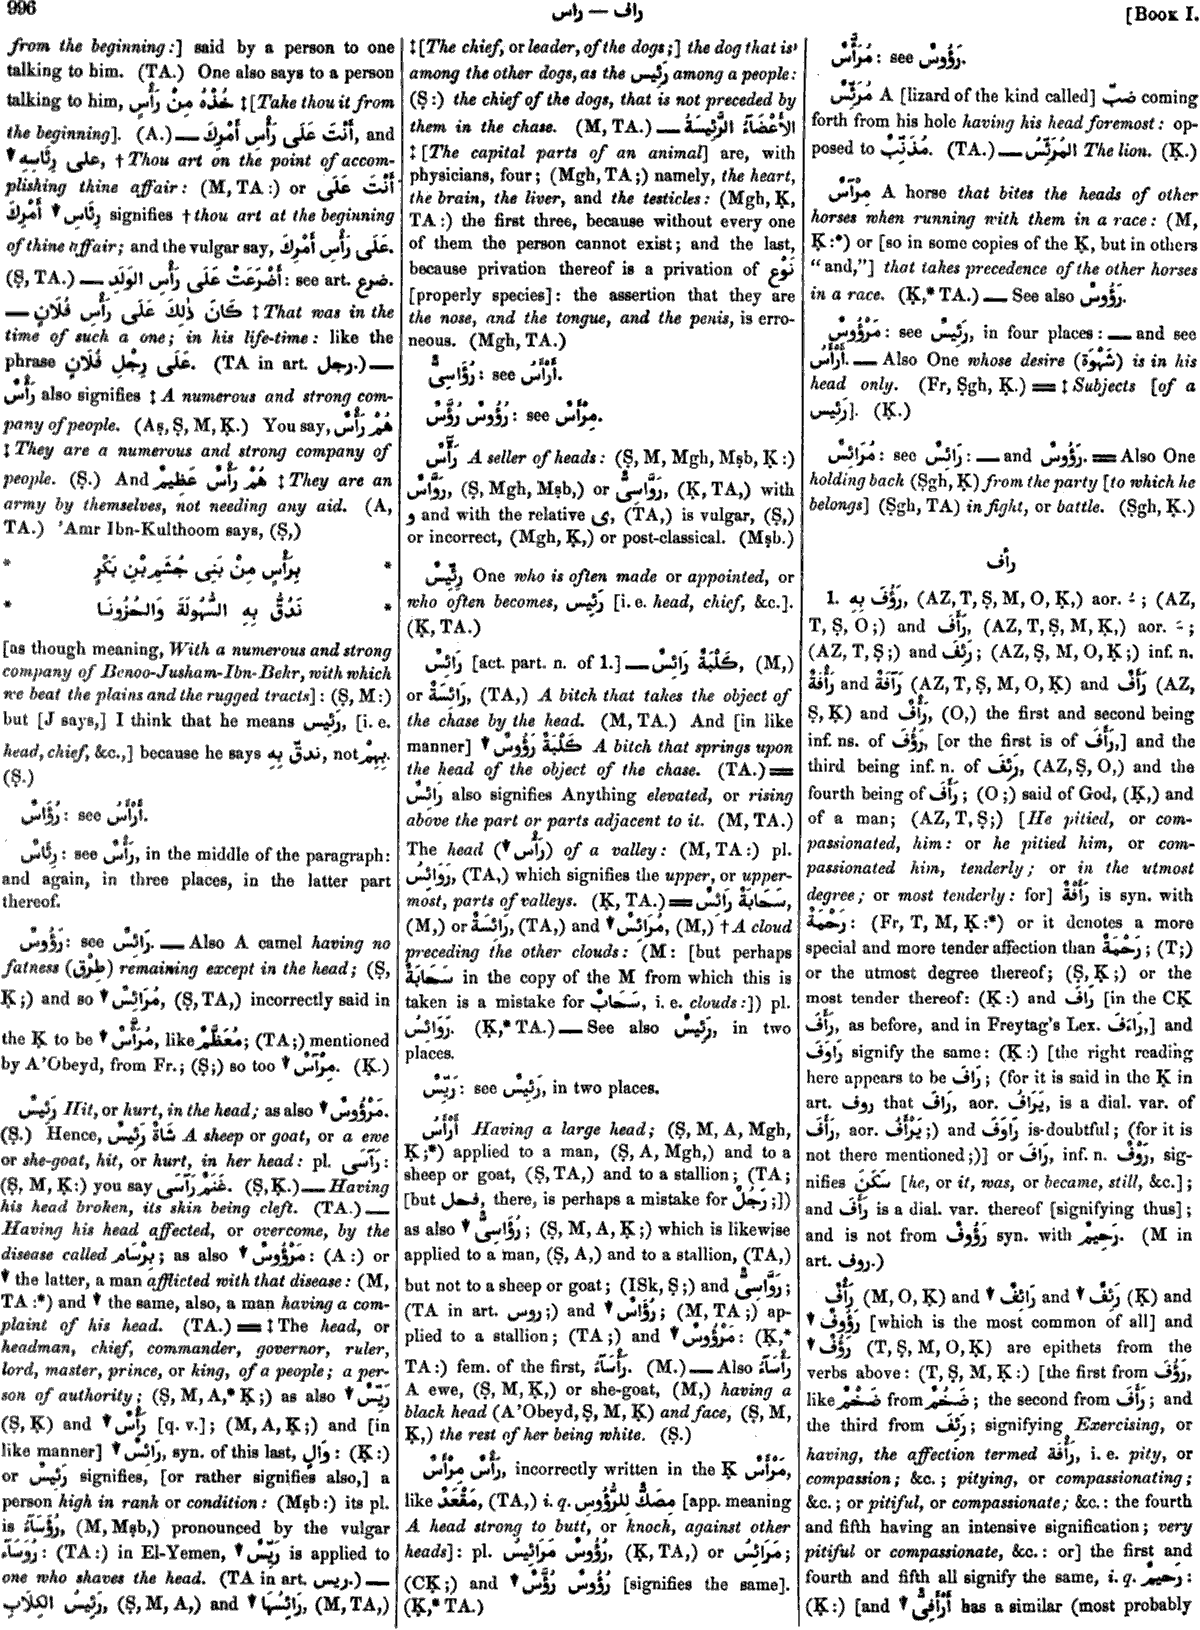 996
راف — راس
[Book I.
from the beginning:] said by a person to one
talking to him. (TA.) One also says to a person
talking to him, خُذْهُ مِنْ رَأْسٍ ‡[Take thou it from
the beginning]. (A.) — أَنْتَ عَلَى رَأْسِ أَمْرِكَ, and
▼ على رِئَاسِهِ, † Thou art on the point of accom-
plishing thine affair: (M, TA:) or أَنْتَ عَلَى
رِئَاسِ ▼ أَمْرِكَ signifies † thou art at the beginning
of thine affair; and the vulgar say, عَلَى رَأْسِ أَمْرِكَ.
(Ṣ, TA.) — أَضْرَعَتْ عَلَى رَأْسِ الوَلَدِ: see art. ضرع.
— كَانَ ذٰلِكَ عَلَى رَأْسِ فُلَانٍ ‡ That was in the
time of such a one; in his life-time: like the
phrase عَلَى رِجْلِ فُلَانٍ. (TA in art. رجل.) —
رَأْسٌ also signifies ‡ A numerous and strong com-
pany of people. (Aṣ, Ṣ, M, Ḳ.) You say, هُمْ رَأْسٌ
‡ They are a numerous and strong company of
people. (Ṣ.) And هُمْ رَأْسٌ عَظِيمٌ ‡ They are an
army by themselves, not needing any aid. (A,
TA.) ’Amr Ibn-Kulthoom says, (Ṣ,)
* بِرَأْسٍ مِنْ بَنِى جُشَمِ بْنِ بَكْرٍ *
* نَدُقُّ بِهِ السُّهُولَةَ وَالحُزُونَا *
[as though meaning, With a numerous and strong
company of Benoo-Jusham-Ibn-Bekr, with which
we beat the plains and the rugged tracts]: (Ṣ, M:)
but [J says,] I think that he means رَئِيس, [i. e.
head, chief, &c.,] because he says ندقّ بِهِ, not بِهِمْ.
(Ṣ.)
رُؤَاسٌ: see أَرْأَسُ.
رِئَاسٌ: see رَأْسٌ, in the middle of the paragraph:
and again, in three places, in the latter part
thereof.
رَؤُوسٌ: see رَائِسٌ. — Also A camel having no
fatness (طِرْق) remaining except in the head; (Ṣ,
Ḳ;) and so ▼ مُرَائِسٌ, (Ṣ, TA,) incorrectly said in
the Ḳ to be ▼ مُرَأَّسٌ, like مُعَظَّمٌ; (TA;) mentioned
by A’Obeyd, from Fr.; (Ṣ;) so too ▼ مِرْآسٌ. (Ḳ.)
رَئِيسٌ Hit, or hurt, in the head; as also ▼ مَرْؤُوسٌ.
(Ṣ.) Hence, شَاةٌ رَئِيسٌ A sheep or goat, or a ewe
or she-goat, hit, or hurt, in her head: pl. رَآسَى:
(Ṣ, M, Ḳ:) you say غَنَمٌ رَآسَى. (Ṣ, Ḳ.) — Having
his head broken, its skin being cleft. (TA.) —
Having his head affected, or overcome, by the
disease called بِرْسَام; as also ▼ مَرْؤُوسٌ: (A:) or
▼ the latter, a man afflicted with that disease: (M,
TA:*) and ▼ the same, also, a man having a com-
plaint of his head. (TA.) = ‡ The head, or
headman, chief, commander, governor, ruler,
lord, master, prince, or king, of a people; a per-
son of authority; (Ṣ, M, A,* Ḳ;) as also ▼ رَيِّسٌ
(Ṣ, Ḳ) and ▼ رَأْسٌ [q. v.]; (M, A, Ḳ;) and [in
like manner] ▼ رَائِسٌ, syn. of this last, وَالٍ: (Ḳ:)
or رَئِيسٌ signifies, [or rather signifies also,] a
person high in rank or condition: (Mṣb:) its pl.
is رُؤَسَآءُ, (M, Mṣb,) pronounced by the vulgar
رُوَسَآء: (TA:) in El-Yemen, ▼ رَيِّسٌ is applied to
one who shaves the head. (TA in art. ريس.) —
رَئِيسُ الكِلَابِ, (Ṣ, M, A,) and ▼ رَائِسُهَا, (M, TA,)
‡ [The chief, or leader, of the dogs;] the dog that is
among the other dogs, as the رَئِيس among a people:
(Ṣ:) the chief of the dogs, that is not preceded by
them in the chase. (M, TA.) — الأَعْضَآءُ الرَّئِيسَةُ
‡ [The capital parts of an animal] are, with
physicians, four; (Mgh, TA;) namely, the heart,
the brain, the liver, and the testicles: (Mgh, Ḳ,
TA:) the first three, because without every one
of them the person cannot exist; and the last,
because privation thereof is a privation of نَوْع
[properly species]: the assertion that they are
the nose, and the tongue, and the penis, is erro-
neous. (Mgh, TA.)
رُؤَاسِىٌّ: see أَرْأَسُ.
رُؤُوسٌ رُؤَّسٌ: see مِرْأَسٌ.
رَأَّاسٌ A seller of heads: (Ṣ, M, Mgh, Mṣb, Ḳ:)
رَوَّاسٌ, (Ṣ, Mgh, Mṣb,) or رَوَّاسِىٌّ, (Ḳ, TA,) with
و and with the relative ى, (TA,) is vulgar, (Ṣ,)
or incorrect, (Mgh, Ḳ,) or post-classical. (Mṣb.)
رِئِّيسٌ One who is often made or appointed, or
who often becomes, رَئِيس [i. e. head, chief, &c.].
(Ḳ, TA.)
رَائِسٌ [act. part. n. of 1.] — كَلْبَةٌ رَائِسٌ, (M,)
or رَائِسَةٌ, (TA,) A bitch that takes the object of
the chase by the head. (M, TA.) And [in like
manner] ▼ كَلْبَةٌ رَؤُوسٌ A bitch that springs upon
the head of the object of the chase. (TA.) =
رَائِسٌ also signifies Anything elevated, or rising
above the part or parts adjacent to it. (M, TA.)
The head (▼ رَأْس) of a valley: (M, TA:) pl.
رَوَائِسُ, (TA,) which signifies the upper, or upper-
most, parts of valleys. (Ḳ, TA.) = سَحَابَةٌ رَائِسٌ,
(M,) or رَائِسَةٌ, (TA,) and ▼ مُرَائِسٌ, (M,) † A cloud
preceding the other clouds: (M: [but perhaps
سَحَابَةٌ in the copy of the M from which this is
taken is a mistake for سَحَابٌ, i. e. clouds:]) pl.
رَوَائِسُ. (Ḳ,* TA.) — See also رَئِيسٌ, in two
places.
رَيِّسٌ: see رَئِيسٌ, in two places.
أَرْأَسُ Having a large head; (Ṣ, M, A, Mgh,
Ḳ;*) applied to a man, (Ṣ, A, Mgh,) and to a
sheep or goat, (Ṣ, TA,) and to a stallion; (TA;
[but فحل, there, is perhaps a mistake for رَجُلٌ;])
as also ▼ رُؤَاسِىٌّ; (Ṣ, M, A, Ḳ;) which is likewise
applied to a man, (Ṣ, A,) and to a stallion, (TA,)
but not to a sheep or goat; (ISk, Ṣ;) and رَوَّاسِىٌّ;
(TA in art. روس;) and ▼ رُؤَاسٌ; (M, TA;) ap-
plied to a stallion; (TA;) and ▼ مَرْؤُوسٌ: (Ḳ,*
TA:) fem. of the first, رَأْسَآءُ. (M.) — Also رَأْسَآءُ
A ewe, (Ṣ, M, Ḳ,) or she-goat, (M,) having a
black head (A’Obeyd, Ṣ, M, Ḳ) and face, (Ṣ, M,
Ḳ,) the rest of her being white. (Ṣ.)
رَأْسٌ مِرْأَسٌ, incorrectly written in the Ḳ مَرْأَسٌ,
like مَقْعَدٌ, (TA,) i. q. مِصَكٌّ لِلرُّؤُوسِ [app. meaning
A head strong to butt, or knock, against other
heads]: pl. رُؤُوسٌ مَرَائِيسُ, (Ḳ, TA,) or مَرَائِسُ;
(CḲ;) and ▼ رُؤُوسٌ رُؤَّسٌ [signifies the same].
(Ḳ,* TA.)
مُرَأَّسٌ: see رَؤُوسٌ.
مُرَئِّسٌ A [lizard of the kind called] ضَبّ coming
forth from his hole having his head foremost: op-
posed to مُذَنِّبٌ. (TA.) — المُرَئِّسُ The lion. (Ḳ.)
مِرْآسٌ A horse that bites the heads of other
horses when running with them in a race: (M,
Ḳ:*) or [so in some copies of the Ḳ, but in others
“and,”] that takes precedence of the other horses
in a race. (Ḳ,* TA.) — See also رَؤُوسٌ.
مَرْؤُوسٌ: see رَئِيسٌ, in four places: — and see
أَرْأَسُ. — Also One whose desire (شَهْوَة) is in his
head only. (Fr, Ṣgh, Ḳ.) = ‡ Subjects [of a
رَئِيس]. (Ḳ.)
مُرَائِسٌ: see رَائِسٌ: — and رَؤُوسٌ. = Also One
holding back (Ṣgh, Ḳ) from the party [to which he
belongs] (Ṣgh, TA) in fight, or battle. (Ṣgh, Ḳ.)
رأف
1. رَؤُفَ بِهِ, (AZ, T, Ṣ, M, O, Ḳ,) aor. ـُ ; (AZ,
T, Ṣ, O;) and رَأَفَ, (AZ, T, Ṣ, M, Ḳ,) aor. ـَ ;
(AZ, T, Ṣ;) and رَئِفَ; (AZ, Ṣ, M, O, Ḳ;) inf. n.
رَأْفَةٌ and رَآفَةٌ (AZ, T, Ṣ, M, O, Ḳ) and رَأْفٌ (AZ,
Ṣ, Ḳ) and رَأَفٌ, (O,) the first and second being
inf. ns. of رَؤُفَ, [or the first is of رَأَفَ,] and the
third being inf. n. of رَئِفَ, (AZ, Ṣ, O,) and the
fourth being of رَأَفَ; (O;) said of God, (Ḳ,) and
of a man; (AZ, T, Ṣ;) [He pitied, or com-
passionated, him: or he pitied him, or com-
passionated him, tenderly; or in the utmost
degree; or most tenderly: for] رَأْفَةٌ is syn. with
رَحْمَةٌ: (Fr, T, M, Ḳ:*) or it denotes a more
special and more tender affection than رَحْمَةٌ; (T;)
or the utmost degree thereof; (Ṣ, Ḳ;) or the
most tender thereof: (Ḳ:) and رَافَ [in the CḲ
رَأَفَ, as before, and in Freytag’s Lex. رَاءَفَ,] and
رَاوَفَ signify the same: (Ḳ:) [the right reading
here appears to be رَافَ; (for it is said in the Ḳ in
art. روف that رَافَ, aor. يَرَافُ, is a dial. var. of
رَأَفَ, aor. يَرْأَفُ;) and رَاوَفَ is doubtful; (for it is
not there mentioned;)] or رَافَ, inf. n. رَوْفٌ, sig-
nifies سَكَنَ [he, or it, was, or became, still, &c.];
and رَأَفَ is a dial. var. thereof [signifying thus];
and is not from رَؤُوفٌ syn. with رَحِيمٌ. (M in
art. روف.)
رَأْفٌ (M, O, Ḳ) and ▼ رَائِفٌ and ▼ رَئِفٌ (Ḳ) and
▼ رَؤُوفٌ [which is the most common of all] and
▼ رَؤُفٌ (T, Ṣ, M, O, Ḳ) are epithets from the
verbs above: (T, Ṣ, M, Ḳ:) [the first from رَؤُفَ,
like ضَخْمٌ from ضَخُمَ; the second from رَأَفَ; and
the third from رَئِفَ; signifying Exercising, or
having, the affection termed رَأْفَة, i. e. pity, or
compassion; &c.; pitying, or compassionating;
&c.; or pitiful, or compassionate; &c.: the fourth
and fifth having an intensive signification; very
pitiful or compassionate, &c.: or] the first and
fourth and fifth all signify the same, i. q. رَحِيمٌ:
(Ḳ:) [and ▼ أَرْأَفِىٌّ has a similar (most probably